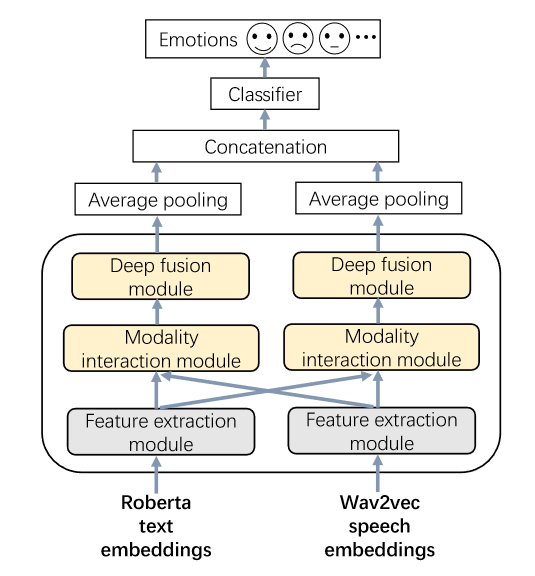 Emotions
Classifier
Concatenation
Average pooling
Average pooling
Deep fusion
module
Deep fusion
module
Modality
interaction module
Modality
interaction module
Feature extraction
module
Feature extraction
module
Roberta
text
embeddings
Wav2vec
speech
embeddings